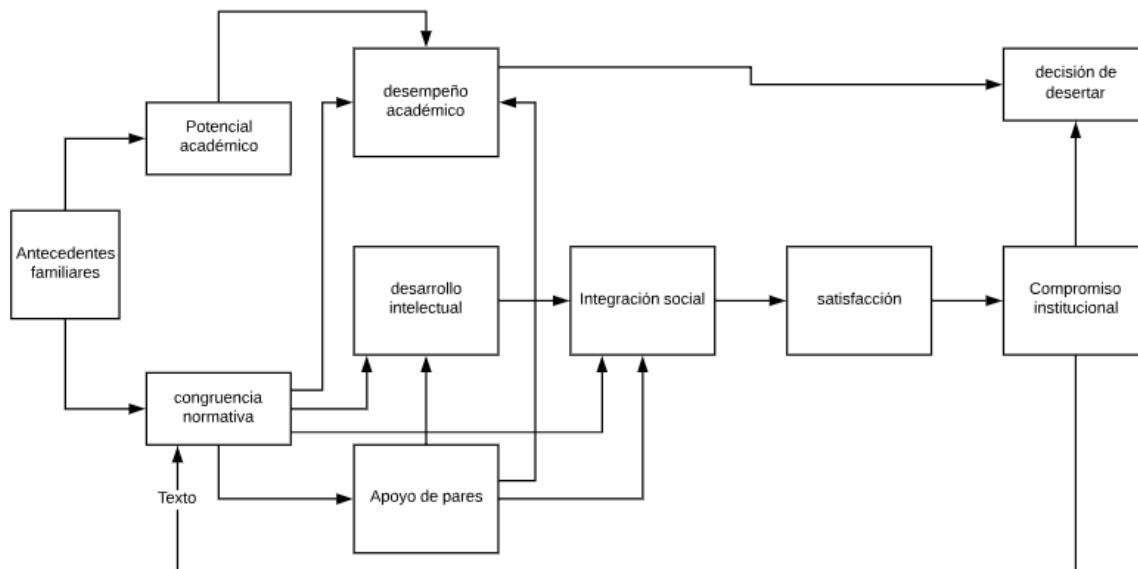 desempeño
académico
decisión de
desertar
Potencial
académico
Antecedentes
familiares
desarrollo
intelectual
Integración social
satisfacción
Compromiso
institucional
congruencia
normativa
Texto
Apoyo de pares